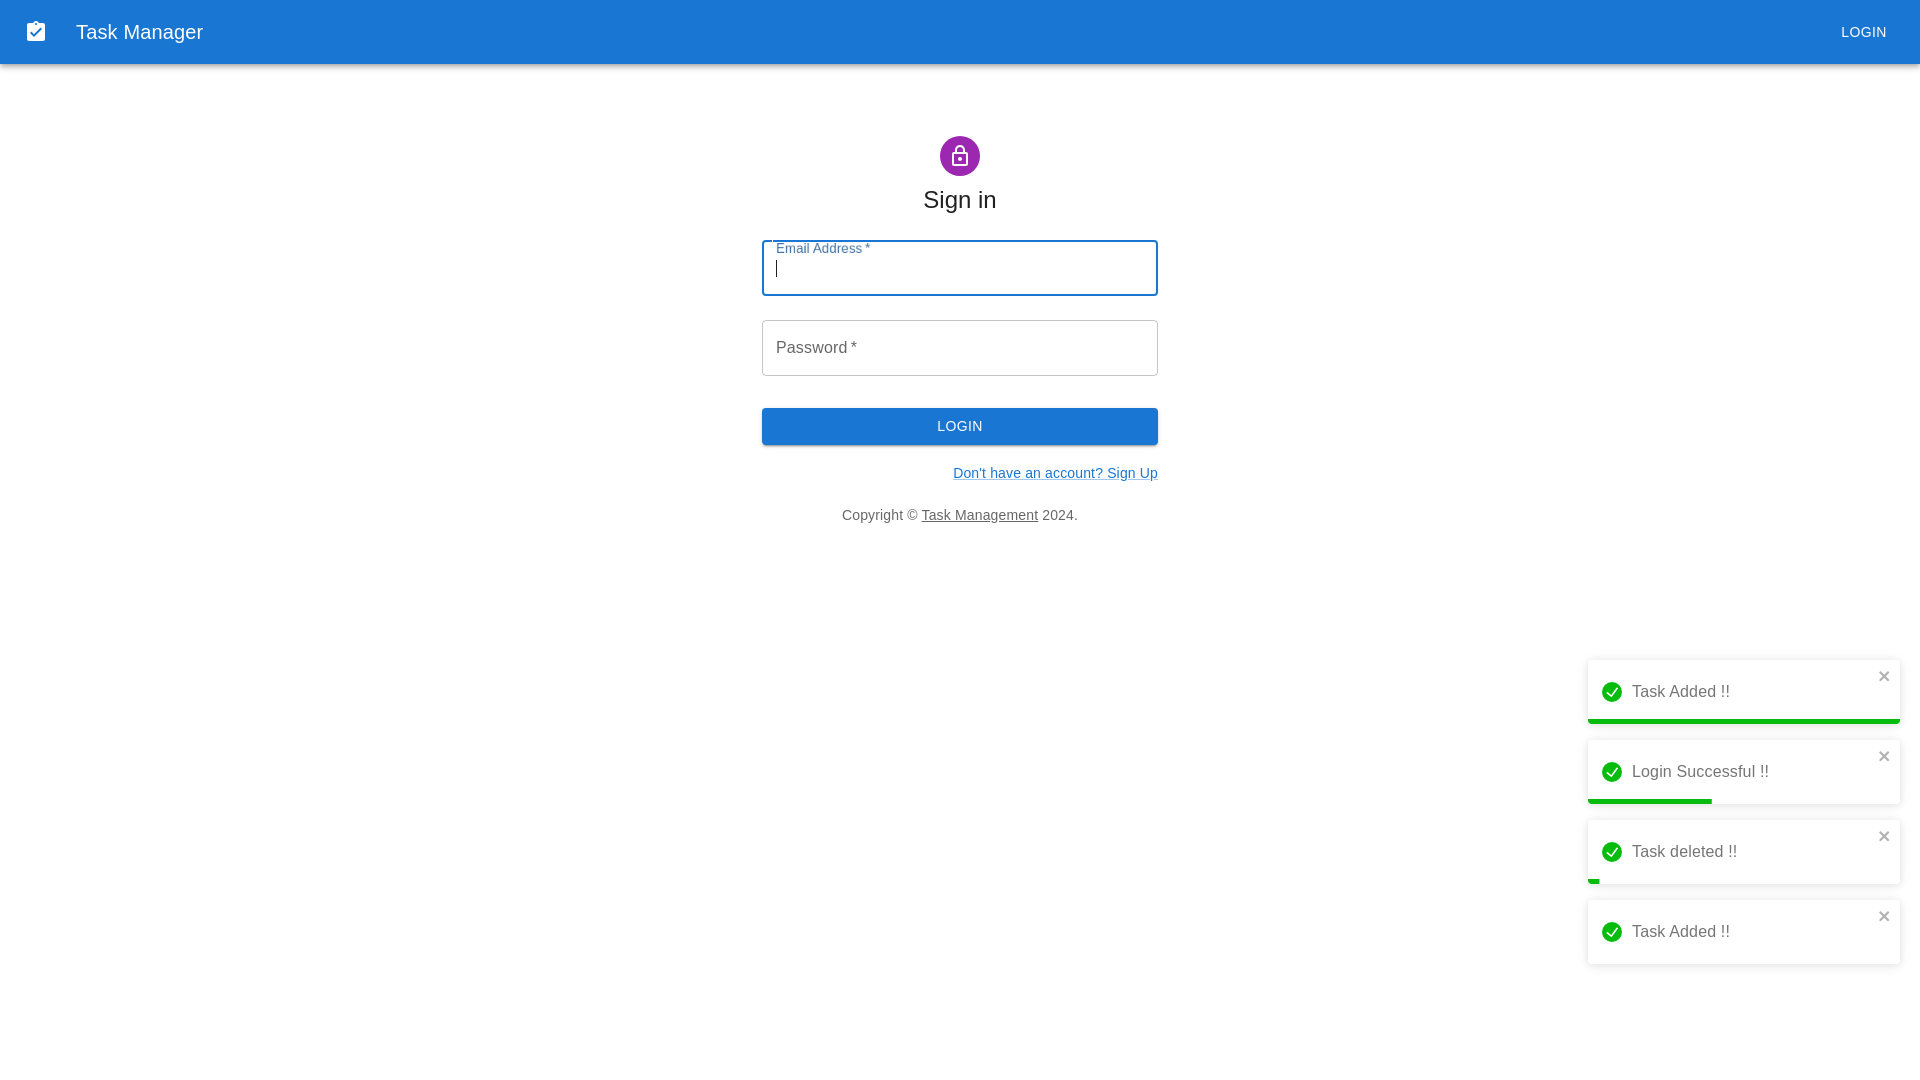 Task Manager
LOGIN
Sign in
Email Address *
Password *
LOGIN
Don't have an account? Sign Up
Copyright © Task Management 2024.
Task Added !!
Login Successful !!
Task deleted !!
Task Added !!